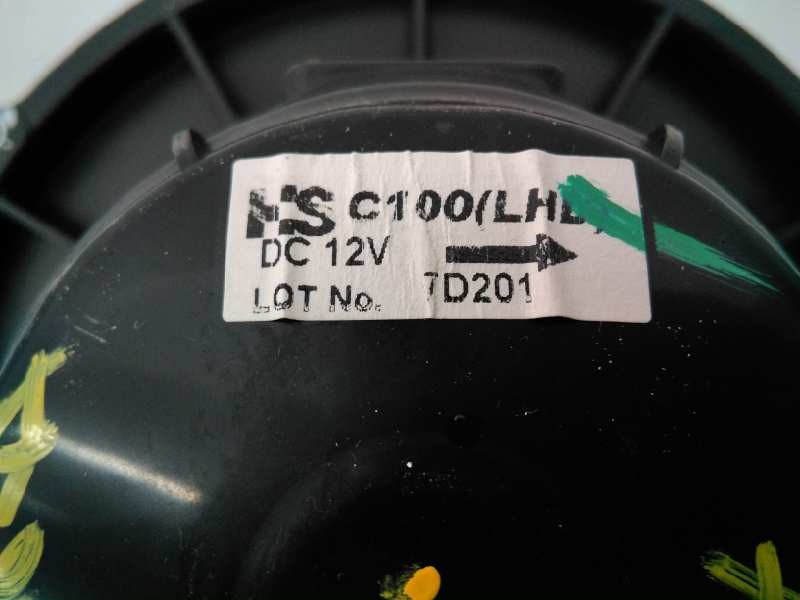 HS C100(LHD)
DC 12V
LOT No. 7D201